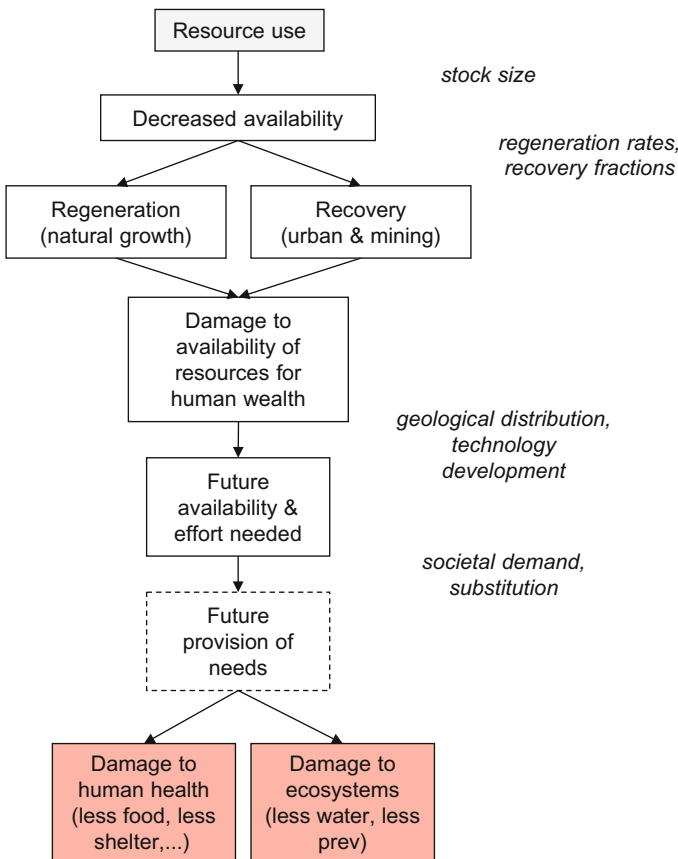 Resource use
stock size
Decreased availability
regeneration rates,
recovery fractions
Regeneration
(natural growth)
Recovery
(urban & mining)
Damage to
availability of
resources for
human wealth
geological distribution,
technology
development
Future
availability &
effort needed
societal demand,
substitution
Future
provision of
needs
Damage to
human health
(less food, less
shelter,...)
Damage to
ecosystems
(less water, less
prev)